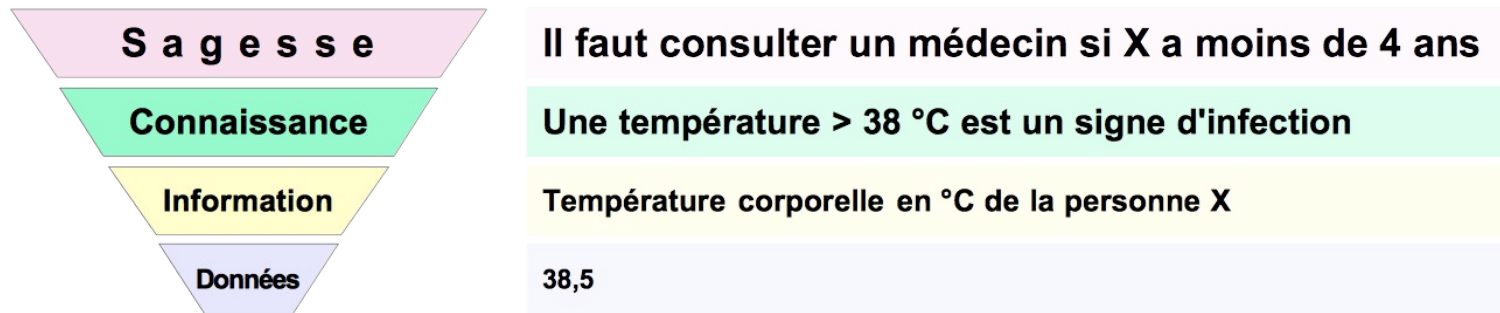 Sagesse
Il faut consulter un médecin si X a moins de 4 ans
Connaissance
Une température > 38 °C est un signe d'infection
Information
Température corporelle en °C de la personne X
Données
38,5